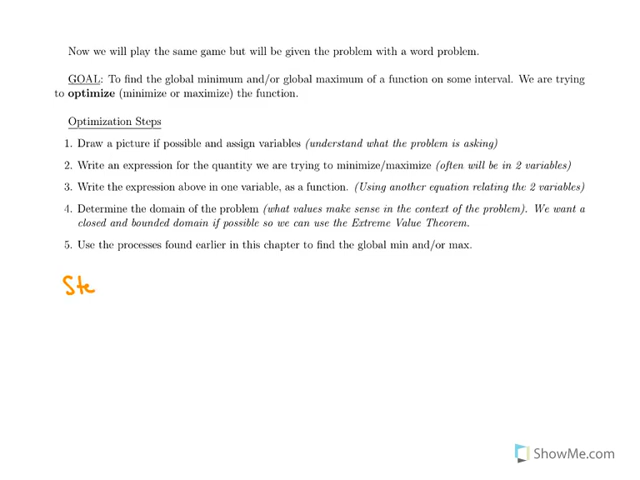 Now we will play the same game but will be given the problem with a word problem.
GOAL: To find the global minimum and/or global maximum of a function on some interval. We are trying
to optimize (minimize or maximize) the function.
Optimization Steps
1. Draw a picture if possible and assign variables (understand what the problem is asking)
2. Write an expression for the quantity we are trying to minimize/maximize (often will be in 2 variables)
3. Write the expression above in one variable, as a function. (Using another equation relating the 2 variables)
4. Determine the domain of the problem (what values make sense in the context of the problem). We want a
closed and bounded domain if possible so we can use the Extreme Value Theorem.
5. Use the processes found earlier in this chapter to find the global min and/or max.
Ste
ShowMe.com